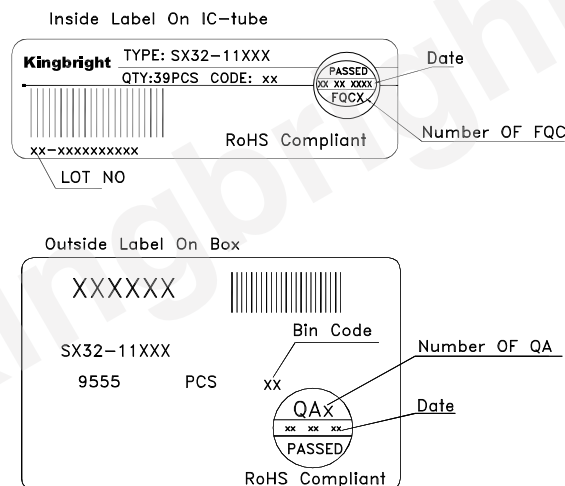 Inside Label On IC-tube
Kingbright TYPE: SX32-11XXX
QTY:39PCS CODE: xx
PASSED
XX XX XXXX
FQCX
Date
Number OF FQC
RoHS Compliant
xx-xxxxxxxxxx
LOT NO
Outside Label On Box
XXXXXX
Bin Code
SX32-11XXX
9555 PCS xx
Number OF QA
QAx
xx xx xx
Date
PASSED
RoHS Compliant
Kingbright